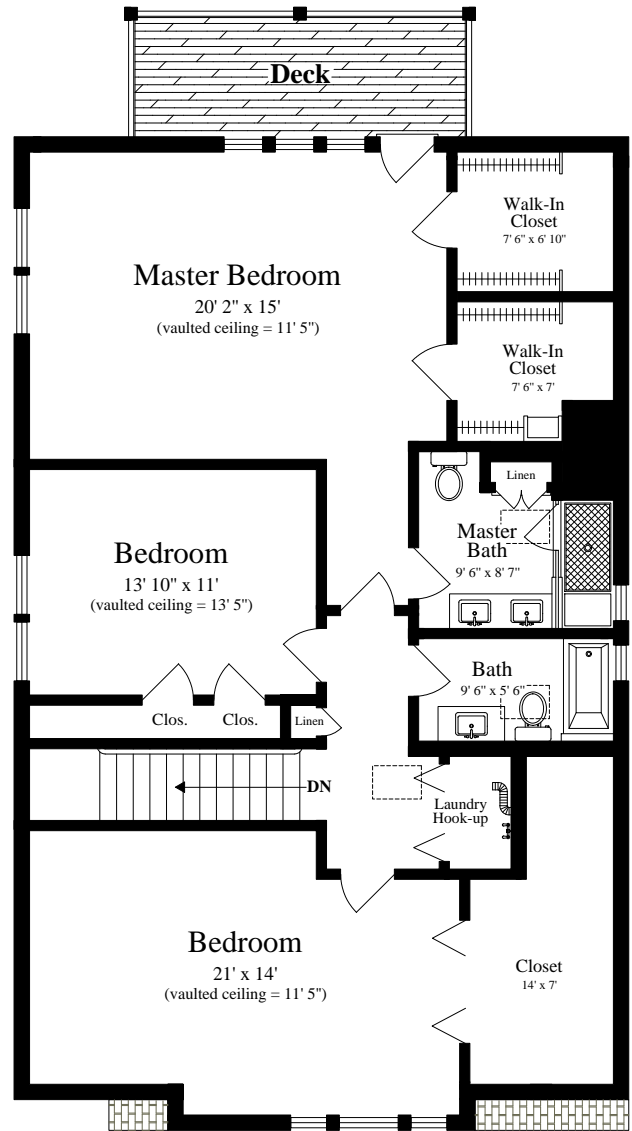 Deck
Walk-In
Closet
7' 6" x 6' 10"
Master Bedroom
20' 2" x 15'
(vaulted ceiling = 11' 5")
Walk-In
Closet
7' 6" x 7'
Linen
Master
Bath
9' 6" x 8' 7"
Bedroom
13' 10" x 11'
(vaulted ceiling = 13' 5")
Bath
9' 6" x 5' 6"
Clos.
Clos.
Linen
DN
Laundry
Hook-up
Bedroom
21' x 14'
(vaulted ceiling = 11' 5")
Closet
14' x 7'